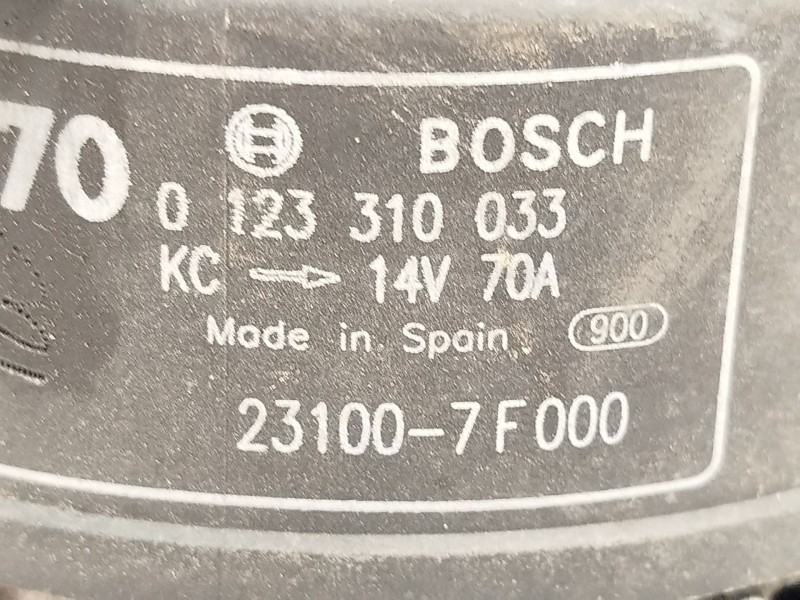 70
BOSCH
0 123 310 033
KC → 14V 70A
Made in Spain. 900
23100-7F000